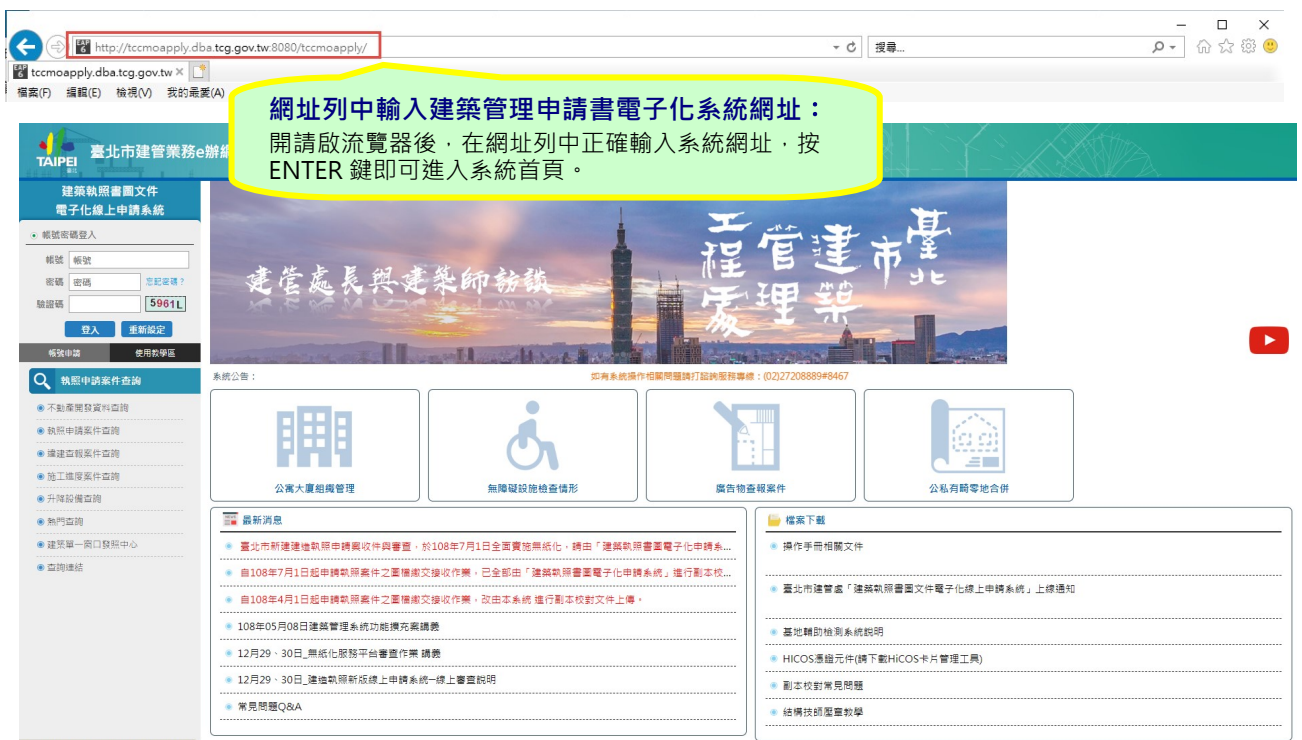 http://tccmoapply.dba.tcg.gov.tw:8080/tccmoapply/
搜尋...
tccmoapply.dba.tcg.gov.tw
檔案(F) 編輯(E) 檢視(V) 我的最愛(A)
網址列中輸入建築管理申請書電子化系統網址：
開請啟流覽器後，在網址列中正確輸入系統網址，按
ENTER 鍵即可進入系統首頁。
TAIPEI
臺北
臺北市建管業務e辦網
建築執照書圖文件
電子化線上申請系統
帳號密碼登入
帳號 帳號
密碼 密碼 忘記密碼？
驗證碼 5961L
登入 重新設定
帳號申請 使用教學區
執照申請案件查詢
不動產開發資料查詢
執照申請案件查詢
違建查報案件查詢
施工進度案件查詢
升降設備查詢
熱門查詢
建築單一窗口發照中心
查詢連結
建管處長與建築師訪談
臺北市建築管理工程處
系統公告：
如有系統操作相關問題請打諮詢服務專線：(02)27208889#8467
公寓大廈組織管理
無障礙設施檢查情形
廣告物查報案件
公私有畸零地合併
最新消息
臺北市新建建造執照申請案收件與審查，於108年7月1日全面實施無紙化，請由「建築執照書圖電子化申請系...
自108年7月1日起申請執照案件之圖檔繳交接收作業，已全部由「建築執照書圖電子化申請系統」進行副本校...
自108年4月1日起申請執照案件之圖檔繳交接收作業，改由本系統 進行副本校對文件上傳。
108年05月08日建築管理系統功能擴充案講義
12月29、30日_無紙化服務平台審查作業 講義
12月29、30日_建造執照新版線上申請系統—線上審查說明
常見問題Q&A
檔案下載
操作手冊相關文件
臺北市建管處「建築執照書圖文件電子化線上申請系統」上線通知
基地輔助檢測系統說明
HICOS憑證元件(請下載HiCOS卡片管理工具)
副本校對常見問題
結構技師壓章教學